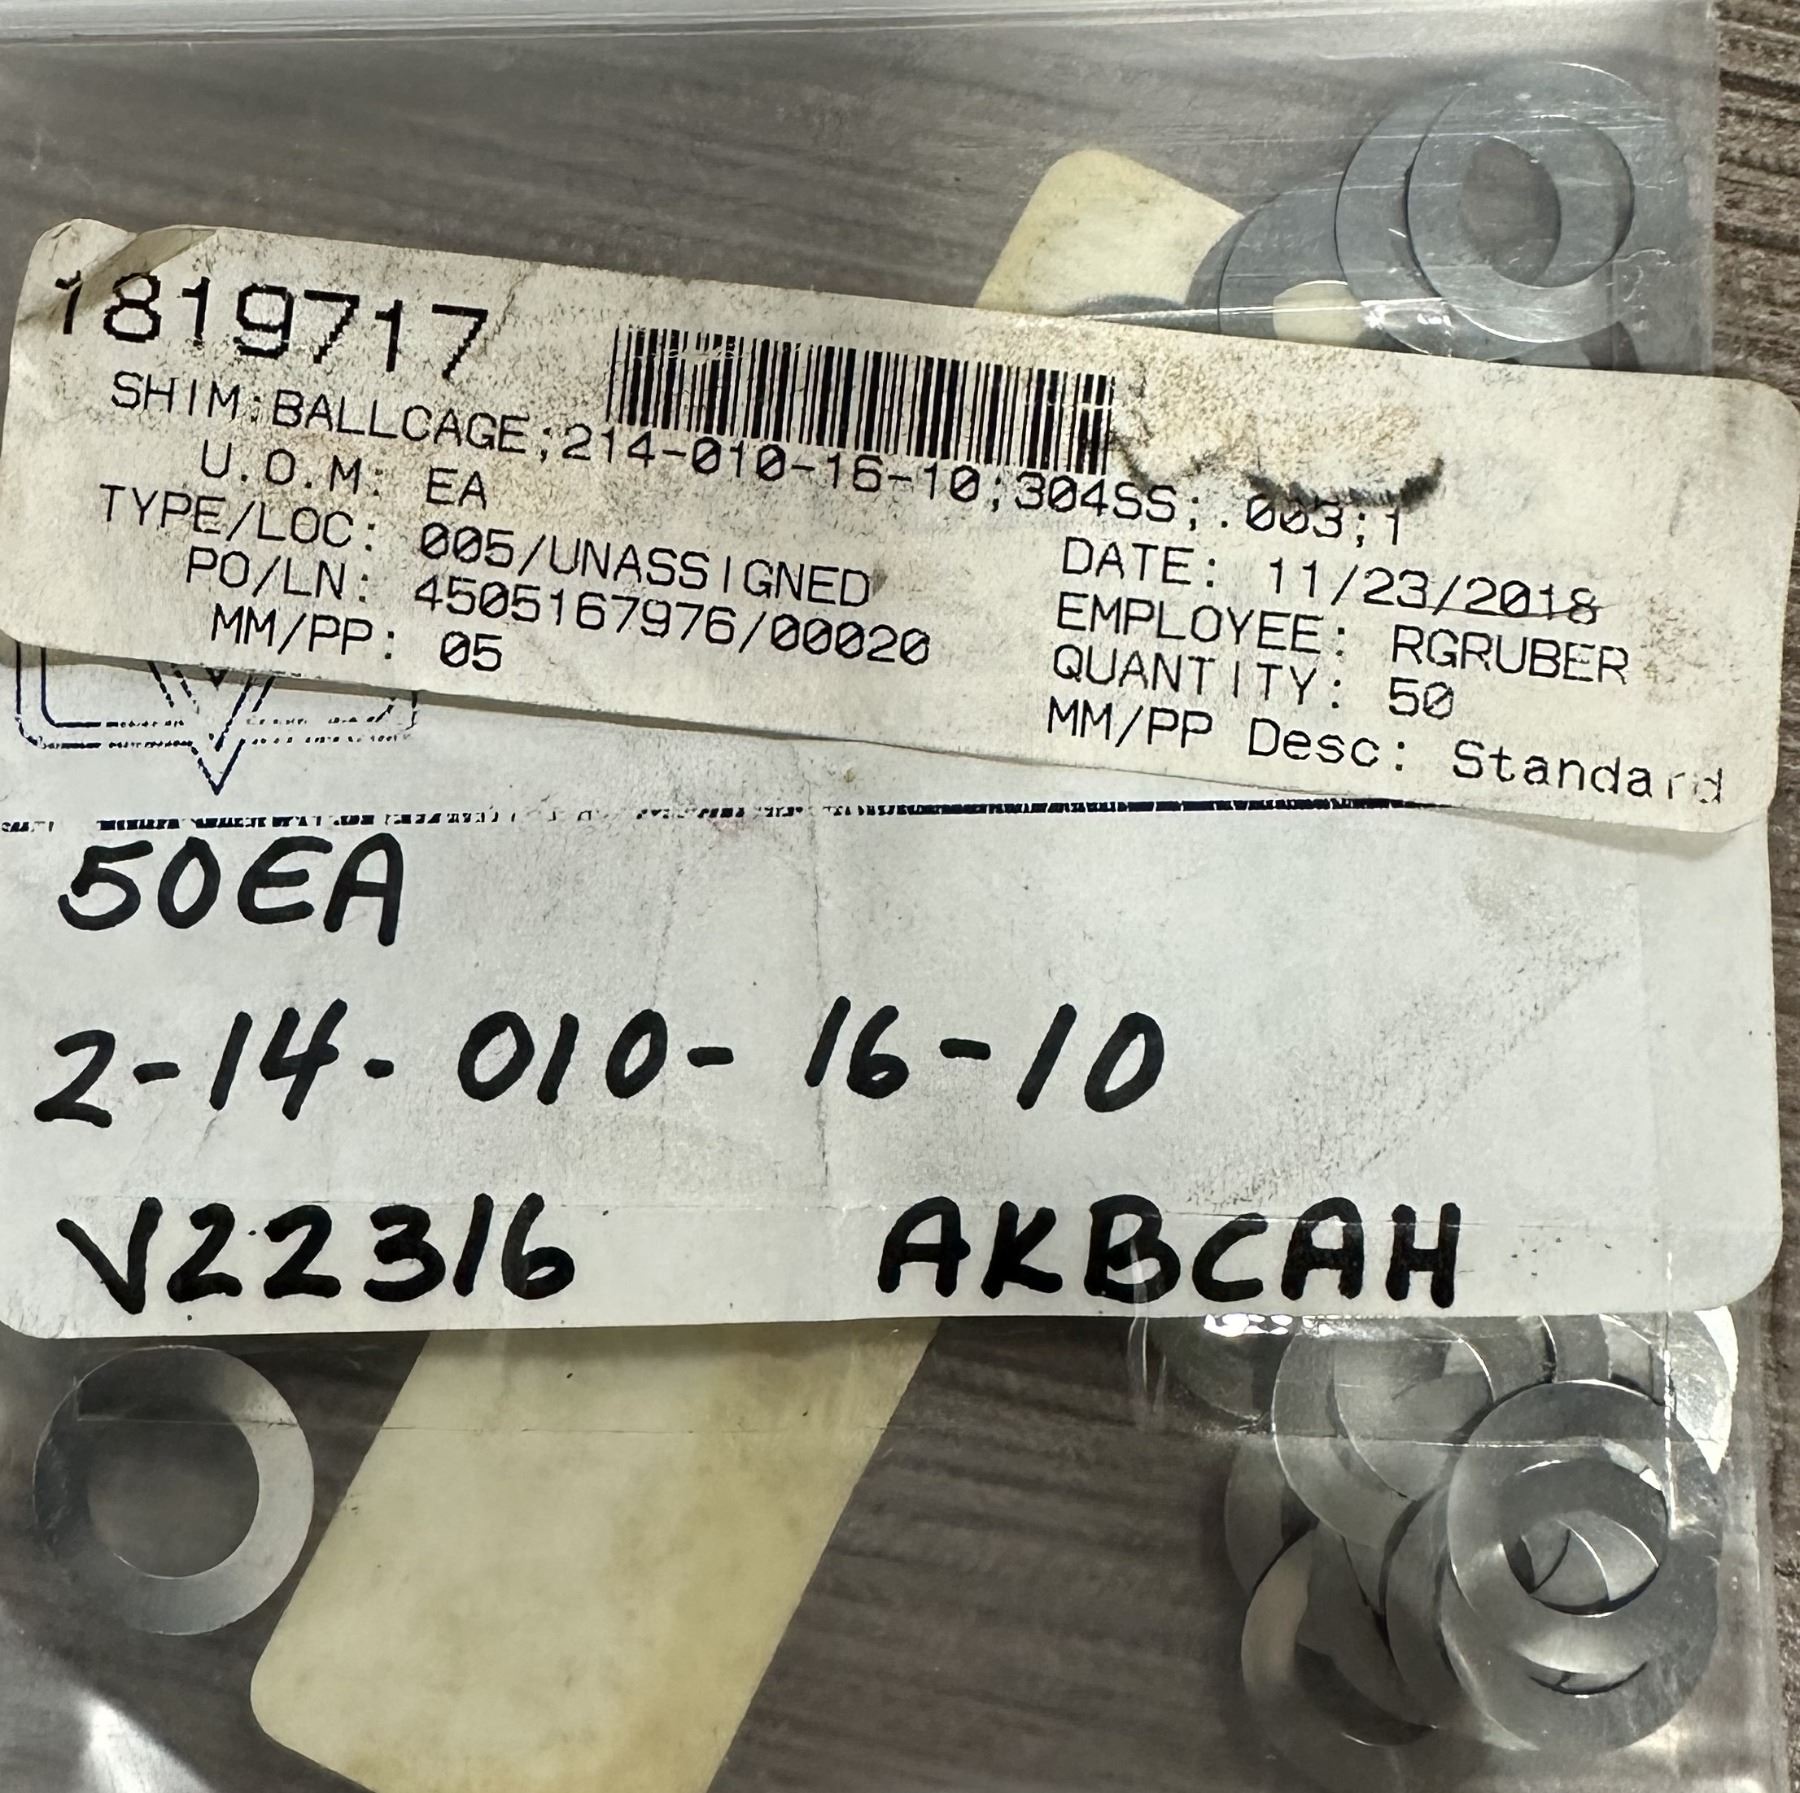 1819717
SHIM:BALLCAGE;214-010-16-10;304SS;.003;1
U.O.M: EA
TYPE/LOC: 005/UNASSIGNED
DATE: 11/23/2018
PO/LN: 4505167976/00020
EMPLOYEE: RGRUBER
MM/PP: 05
QUANTITY: 50
MM/PP Desc: Standard
50EA
2-14-010-16-10
V22316 AKBCAH